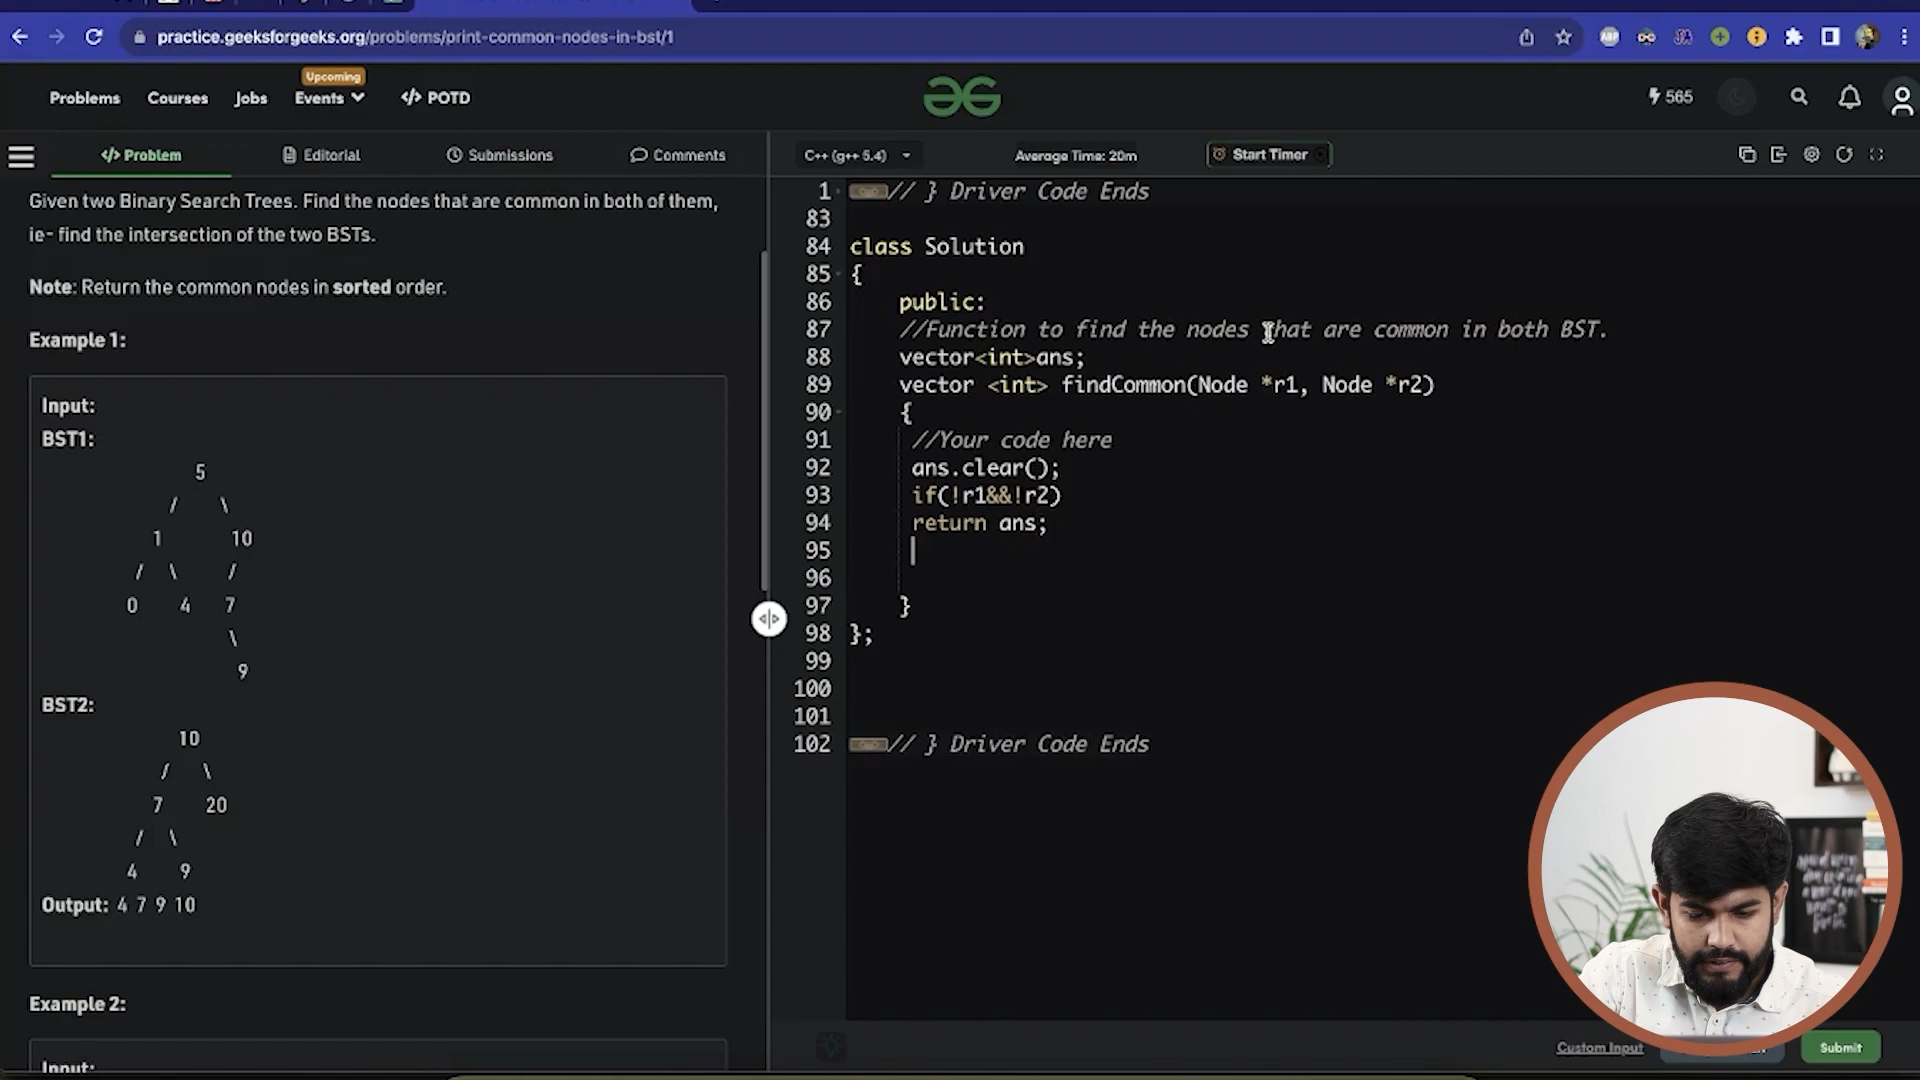 practice.geeksforgeeks.org/problems/print-common-nodes-in-bst/1
Upcoming
Problems Courses Jobs Events </> POTD 565
</> Problem Editorial Submissions Comments
C++ (g++ 5.4) Average Time: 20m Start Timer
Given two Binary Search Trees. Find the nodes that are common in both of them,
ie- find the intersection of the two BSTs.
Note: Return the common nodes in sorted order.
Example 1:
Input:
BST1:
5
/ \
1 10
/ \ /
0 4 7
\
9
BST2:
10
/ \
7 20
/ \
4 9
Output: 4 7 9 10
Example 2:
Input:
1 // } Driver Code Ends
83
84 class Solution
85 {
86 public:
87 //Function to find the nodes that are common in both BST.
88 vector<int>ans;
89 vector <int> findCommon(Node *r1, Node *r2)
90 {
91 //Your code here
92 ans.clear();
93 if(!r1&&!r2)
94 return ans;
95
96
97 }
98 };
99
100
101
102 // } Driver Code Ends
Custom Input Submit